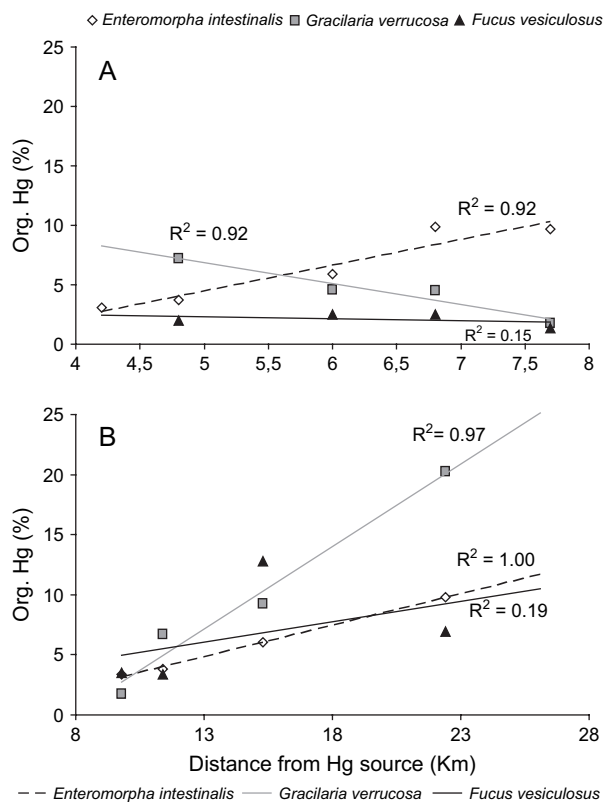 Enteromorpha intestinalis Gracilaria verrucosa Fucus vesiculosus
A
25
20
15
10
5
0
Org. Hg (%)
R² = 0.92
R² = 0.92
R² = 0.15
4 4,5 5 5,5 6 6,5 7 7,5 8
B
25
20
15
10
5
0
Org. Hg (%)
R²= 0.97
R² = 1.00
R² = 0.19
8 13 18 23 28
Distance from Hg source (Km)
Enteromorpha intestinalis Gracilaria verrucosa Fucus vesiculosus